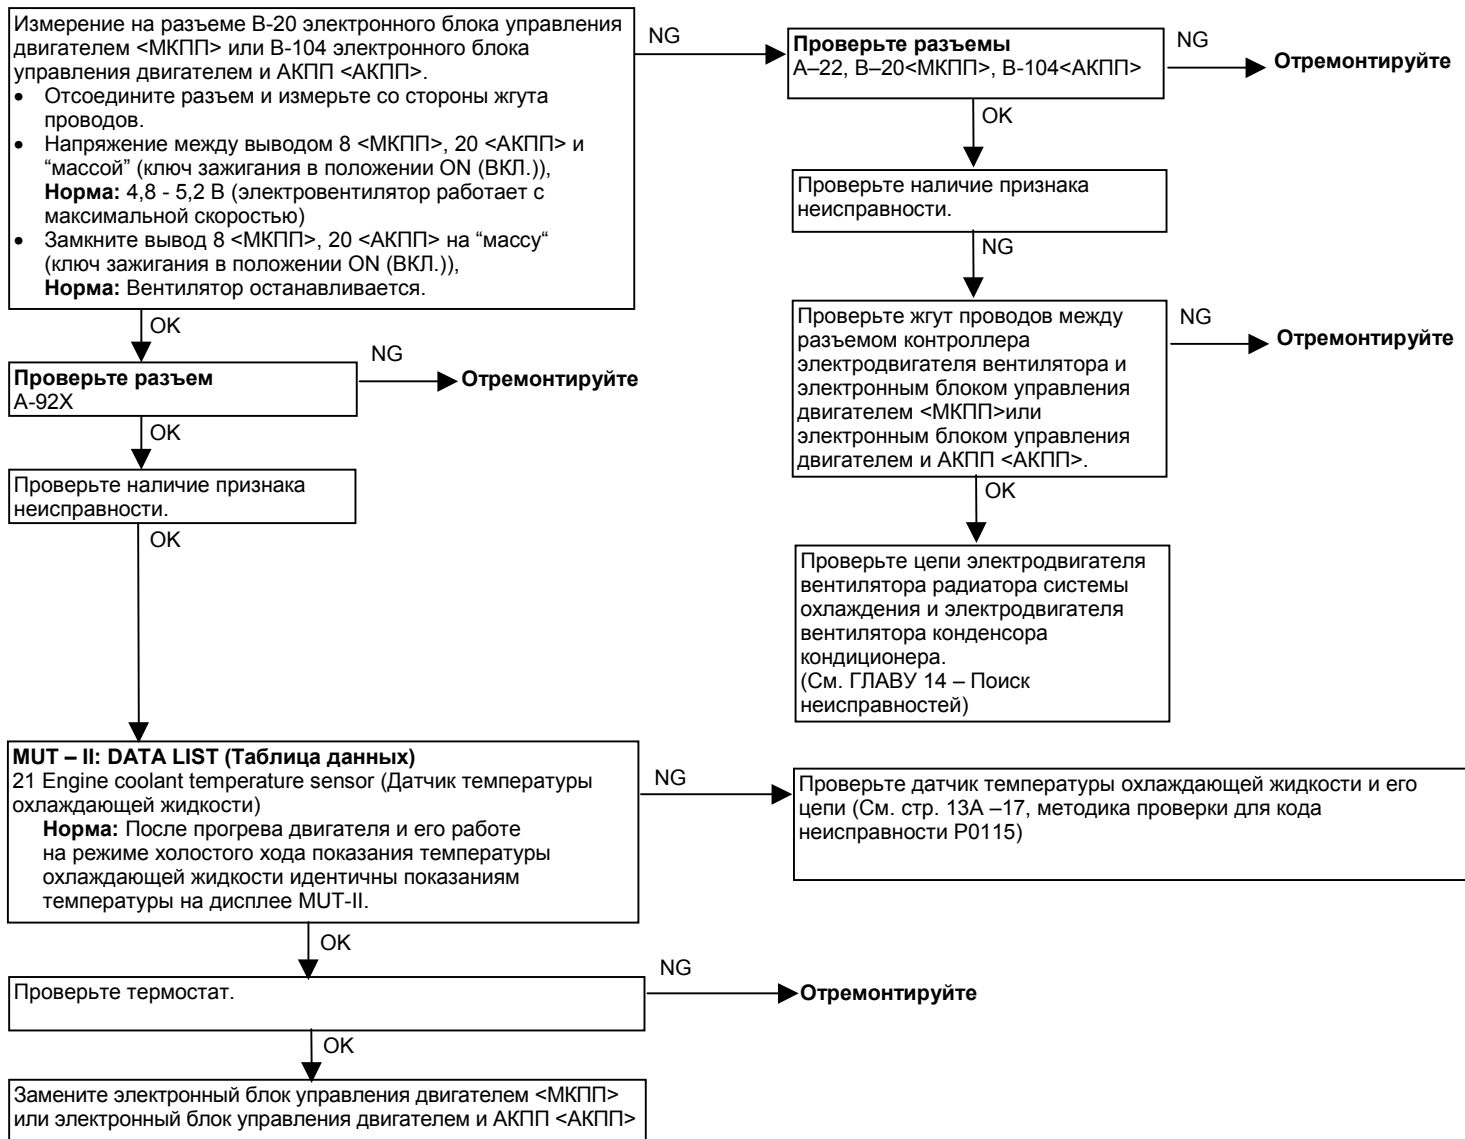 Измерение на разъеме В-20 электронного блока управления
двигателем <МКПП> или В-104 электронного блока
управления двигателем и АКПП <АКПП>.
• Отсоедините разъем и измерьте со стороны жгута
проводов.
• Напряжение между выводом 8 <МКПП>, 20 <АКПП> и
“массой” (ключ зажигания в положении ON (ВКЛ.)),
Норма: 4,8 - 5,2 В (электровентилятор работает с
максимальной скоростью)
• Замкните вывод 8 <МКПП>, 20 <АКПП> на “массу“
(ключ зажигания в положении ON (ВКЛ.)),
Норма: Вентилятор останавливается.
NG
Проверьте разъемы
А–22, В–20<МКПП>, В-104<АКПП>
NG
Отремонтируйте
OK
Проверьте наличие признака
неисправности.
NG
Проверьте жгут проводов между
разъемом контроллера
электродвигателя вентилятора и
электронным блоком управления
двигателем <МКПП>или
электронным блоком управления
двигателем и АКПП <АКПП>.
NG
Отремонтируйте
OK
Проверьте цепи электродвигателя
вентилятора радиатора системы
охлаждения и электродвигателя
вентилятора конденсора
кондиционера.
(См. ГЛАВУ 14 – Поиск
неисправностей)
OK
Проверьте разъем
А-92X
NG
Отремонтируйте
OK
Проверьте наличие признака
неисправности.
OK
MUT – II: DATA LIST (Таблица данных)
21 Engine coolant temperature sensor (Датчик температуры
охлаждающей жидкости)
Норма: После прогрева двигателя и его работе
на режиме холостого хода показания температуры
охлаждающей жидкости идентичны показаниям
температуры на дисплее MUT-II.
NG
Проверьте датчик температуры охлаждающей жидкости и его
цепи (См. стр. 13А –17, методика проверки для кода
неисправности Р0115)
OK
Проверьте термостат.
NG
Отремонтируйте
OK
Замените электронный блок управления двигателем <МКПП>
или электронный блок управления двигателем и АКПП <АКПП>